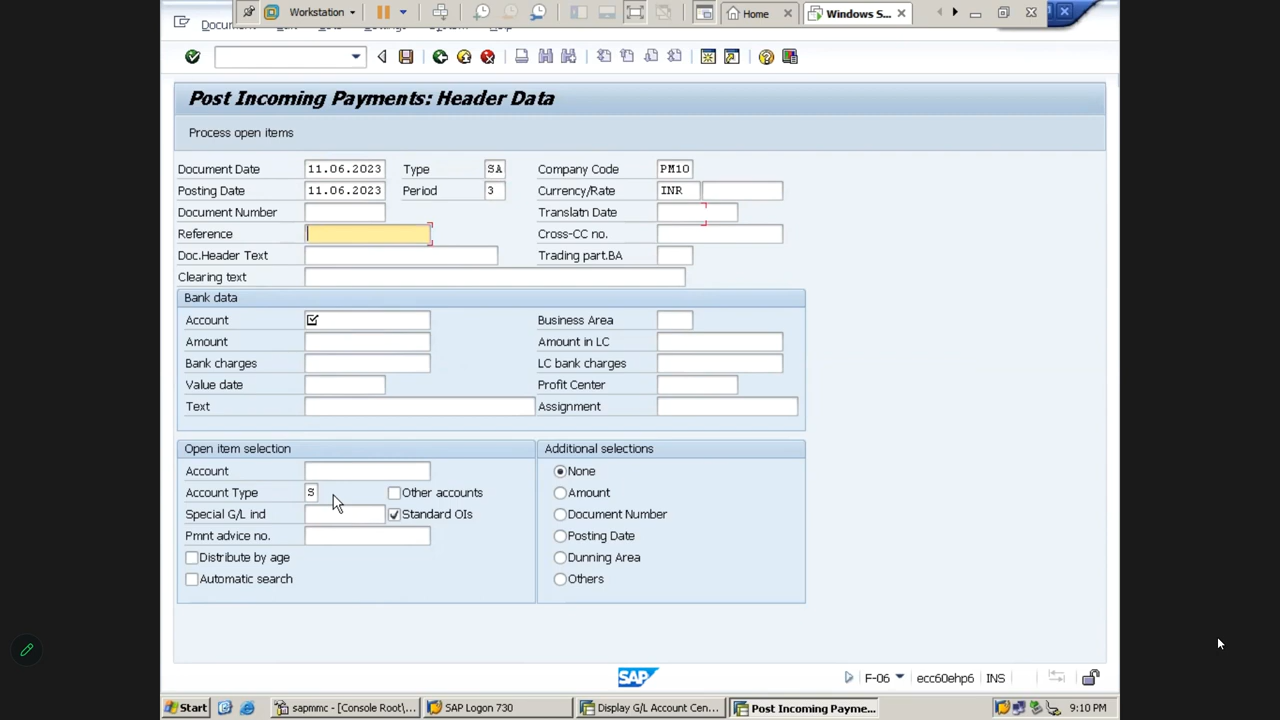 Workstation
Home
Windows S...
Document
System
Post Incoming Payments: Header Data
Process open items
Document Date 11.06.2023 Type SA Company Code PM10
Posting Date 11.06.2023 Period 3 Currency/Rate INR
Document Number Translatn Date
Reference Cross-CC no.
Doc.Header Text Trading part.BA
Clearing text
Bank data
Account Business Area
Amount Amount in LC
Bank charges LC bank charges
Value date Profit Center
Text Assignment
Open item selection Additional selections
Account None
Account Type S Other accounts Amount
Special G/L ind Standard OIs Document Number
Pmnt advice no. Posting Date
Distribute by age Dunning Area
Automatic search Others
SAP F-06 ecc60ehp6 INS
Start sapmmc - [Console Root\... SAP Logon 730 Display G/L Account Cen... Post Incoming Payme... 9:10 PM